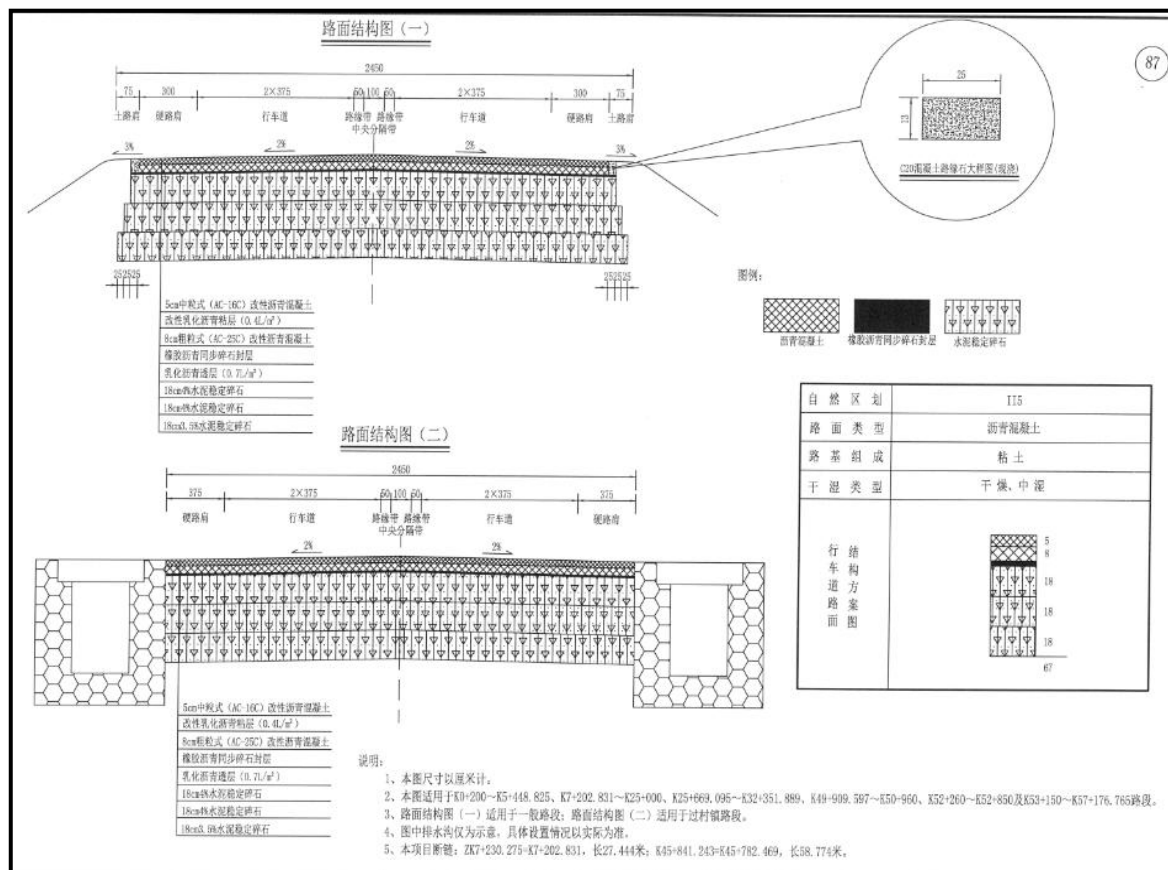 路面结构图(一)
87
2450
75 300 2×375 50 100 50 2×375 300 75
土路肩 硬路肩 行车道 路缘带 路缘带 行车道 硬路肩 土路肩
中央分隔带
3% 2% 2% 3%
25
13
C20混凝土路缘石大样图(现浇)
252525 252525
5cm中粒式(AC-16C)改性沥青混凝土
改性乳化沥青粘层(0.4L/m²)
8cm粗粒式(AC-25C)改性沥青混凝土
橡胶沥青同步碎石封层
乳化沥青透层(0.7L/m²)
18cm4%水泥稳定碎石
18cm4%水泥稳定碎石
18cm3.5%水泥稳定碎石
图例:
沥青混凝土 橡胶沥青同步碎石封层 水泥稳定碎石
自然区划 II5
路面类型 沥青混凝土
路基组成 粘土
干湿类型 干燥、中湿
行车道路面
结构方案图
5
8
18
18
18
67
路面结构图(二)
2450
375 2×375 50 100 50 2×375 375
硬路肩 行车道 路缘带 路缘带 行车道 硬路肩
中央分隔带
2% 2%
5cm中粒式(AC-16C)改性沥青混凝土
改性乳化沥青粘层(0.4L/m²)
8cm粗粒式(AC-25C)改性沥青混凝土
橡胶沥青同步碎石封层
乳化沥青透层(0.7L/m²)
18cm4%水泥稳定碎石
18cm4%水泥稳定碎石
18cm3.5%水泥稳定碎石
说明:
1、本图尺寸以厘米计。
2、本图适用于K0+200~K5+448.825、K7+202.831~K25+000、K25+669.095~K32+351.889、K49+909.597~K50+960、K52+260~K52+850及K53+150~K57+176.765路段。
3、路面结构图(一)适用于一般路段;路面结构图(二)适用于过村镇路段。
4、图中排水沟仅为示意,具体设置情况以实际为准。
5、本项目断链:ZK7+230.275=K7+202.831,长27.444米;K45+841.243=K45+782.469,长58.774米。